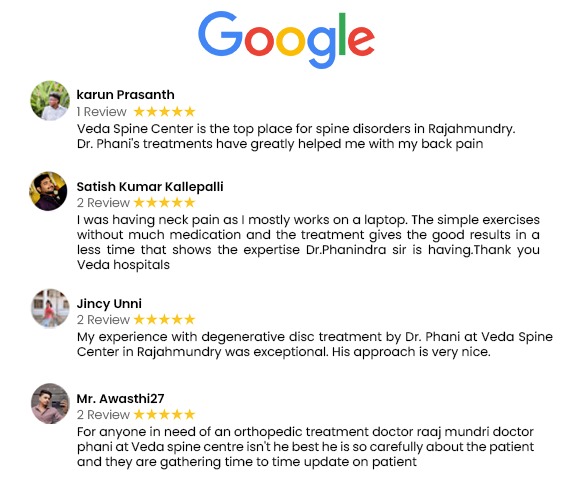 Google
karun Prasanth
1 Review ★★★★★
Veda Spine Center is the top place for spine disorders in Rajahmundry.
Dr. Phani's treatments have greatly helped me with my back pain
Satish Kumar Kallepalli
2 Review ★★★★★
I was having neck pain as I mostly works on a laptop. The simple exercises
without much medication and the treatment gives the good results in a
less time that shows the expertise Dr.Phanindra sir is having.Thank you
Veda hospitals
Jincy Unni
2 Review ★★★★★
My experience with degenerative disc treatment by Dr. Phani at Veda Spine
Center in Rajahmundry was exceptional. His approach is very nice.
Mr. Awasthi27
2 Review ★★★★★
For anyone in need of an orthopedic treatment doctor raaj mundri doctor
phani at Veda spine centre isn't he best he is so carefully about the patient
and they are gathering time to time update on patient